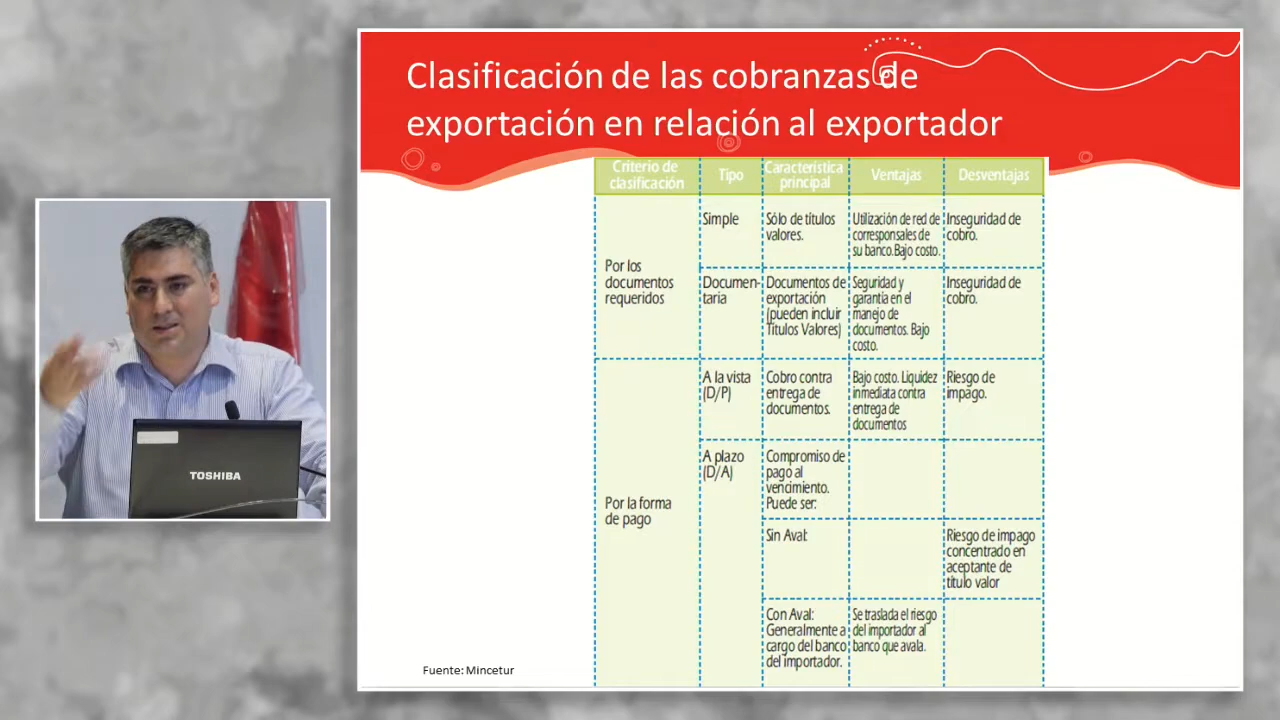 Clasificación de las cobranzas de
exportación en relación al exportador
Criterio de
clasificación
Tipo
Característica
principal
Ventajas
Desventajas
Por los
documentos
requeridos
Simple
Sólo de títulos
valores.
Utilización de red de
corresponsales de
su banco.Bajo costo.
Inseguridad de
cobro.
Documen-
taria
Documentos de
exportación
(pueden incluir
Títulos Valores)
Seguridad y
garantía en el
manejo de
documentos. Bajo
costo.
Inseguridad de
cobro.
Por la forma
de pago
A la vista
(D/P)
Cobro contra
entrega de
documentos.
Bajo costo. Liquidez
inmediata contra
entrega de
documentos
Riesgo de
impago.
A plazo
(D/A)
Compromiso de
pago al
vencimiento.
Puede ser:
Sin Aval:
Riesgo de impago
concentrado en
aceptante de
título valor
Con Aval:
Generalmente a
cargo del banco
del importador.
Se traslada el riesgo
del importador al
banco que avala.
Fuente: Mincetur
TOSHIBA